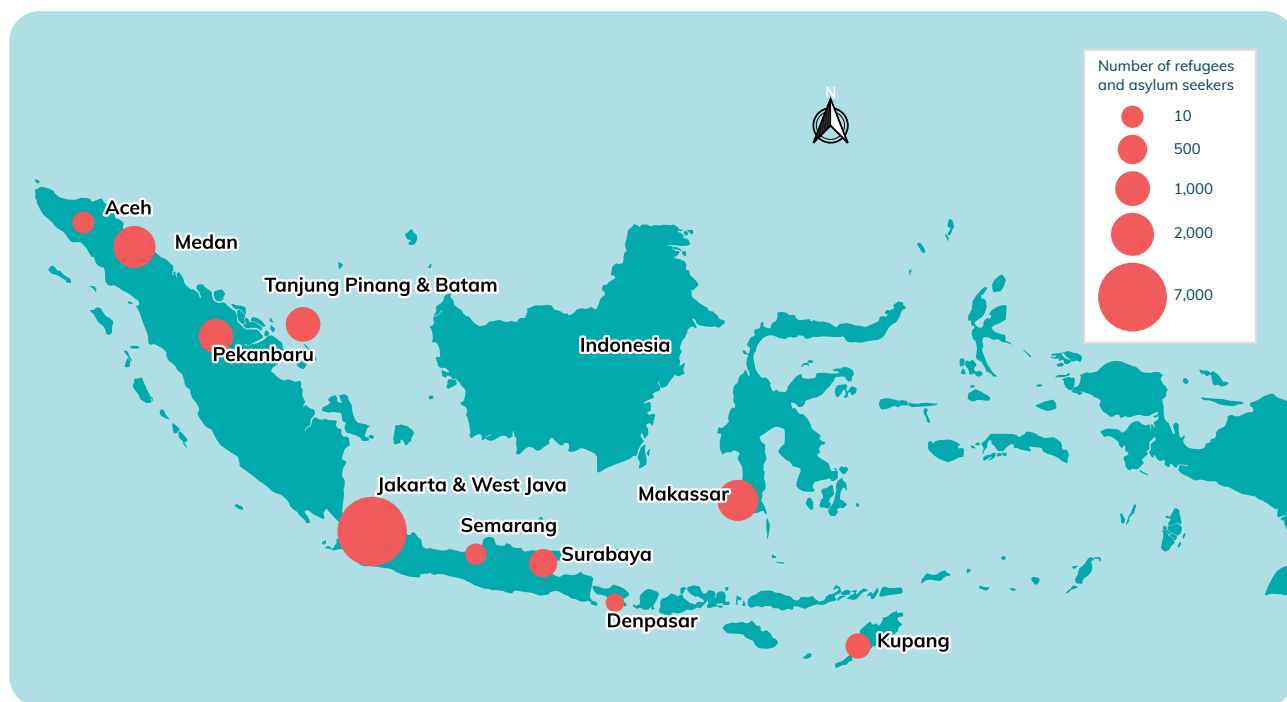 N
Number of refugees
and asylum seekers
10
500
1,000
2,000
7,000
Aceh
Medan
Tanjung Pinang & Batam
Indonesia
Pekanbaru
Jakarta & West Java
Makassar
Semarang
Surabaya
Denpasar
Kupang